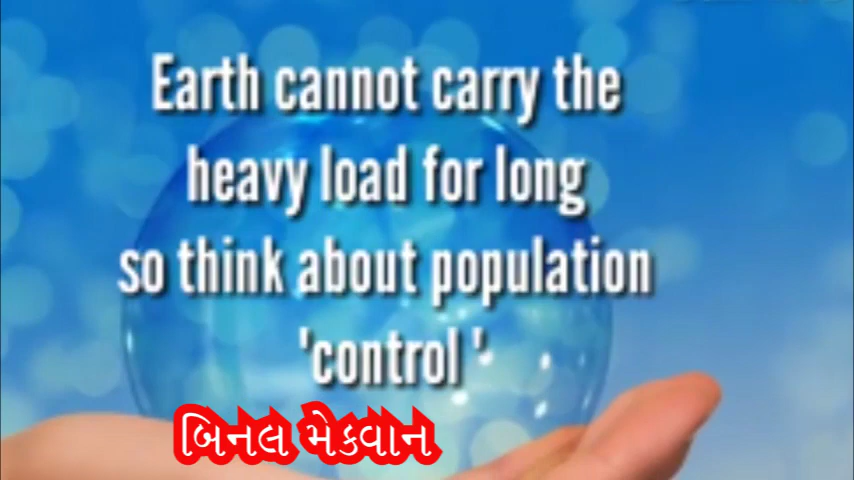 Earth cannot carry the
heavy load for long
so think about population
'control '
બિનલ મેકવાન